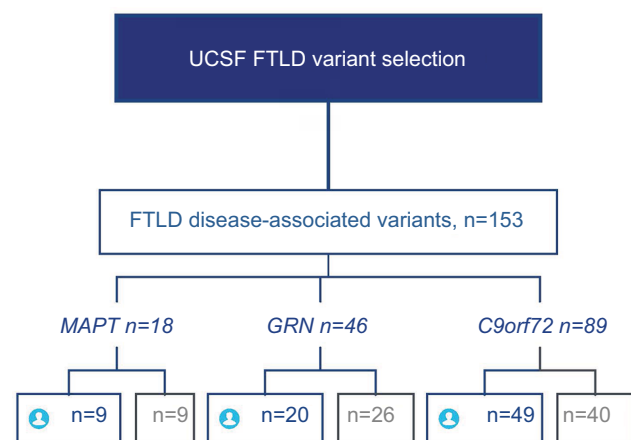 UCSF FTLD variant selection
FTLD disease-associated variants, n=153
MAPT n=18
GRN n=46
C9orf72 n=89
n=9
n=9
n=20
n=26
n=49
n=40